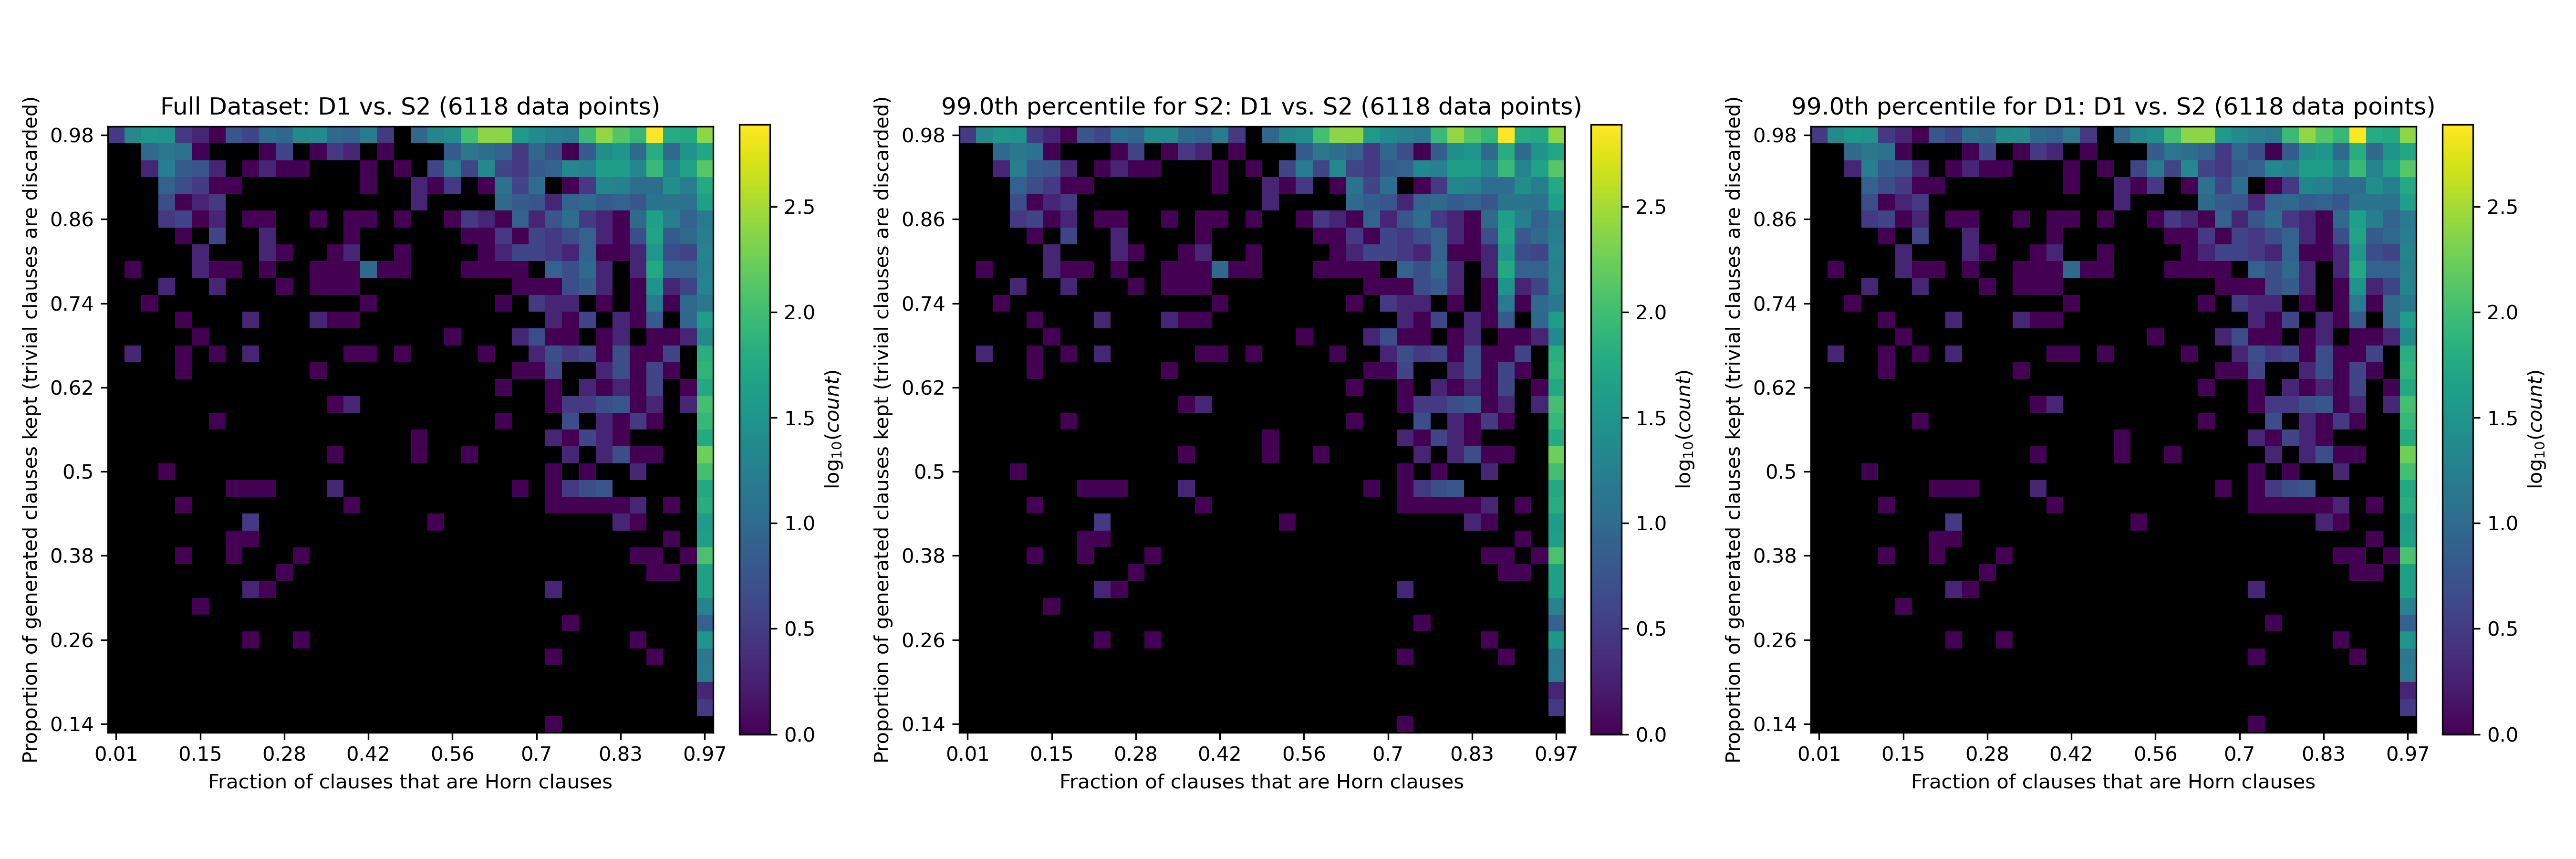 Full Dataset: D1 vs. S2 (6118 data points)
Proportion of generated clauses kept (trivial clauses are discarded)
0.98
0.86
0.74
0.62
0.5
0.38
0.26
0.14
0.01 0.15 0.28 0.42 0.56 0.7 0.83 0.97
Fraction of clauses that are Horn clauses
2.5
2.0
1.5
1.0
0.5
0.0
log10(count)
99.0th percentile for S2: D1 vs. S2 (6118 data points)
Proportion of generated clauses kept (trivial clauses are discarded)
0.98
0.86
0.74
0.62
0.5
0.38
0.26
0.14
0.01 0.15 0.28 0.42 0.56 0.7 0.83 0.97
Fraction of clauses that are Horn clauses
2.5
2.0
1.5
1.0
0.5
0.0
log10(count)
99.0th percentile for D1: D1 vs. S2 (6118 data points)
Proportion of generated clauses kept (trivial clauses are discarded)
0.98
0.86
0.74
0.62
0.5
0.38
0.26
0.14
0.01 0.15 0.28 0.42 0.56 0.7 0.83 0.97
Fraction of clauses that are Horn clauses
2.5
2.0
1.5
1.0
0.5
0.0
log10(count)